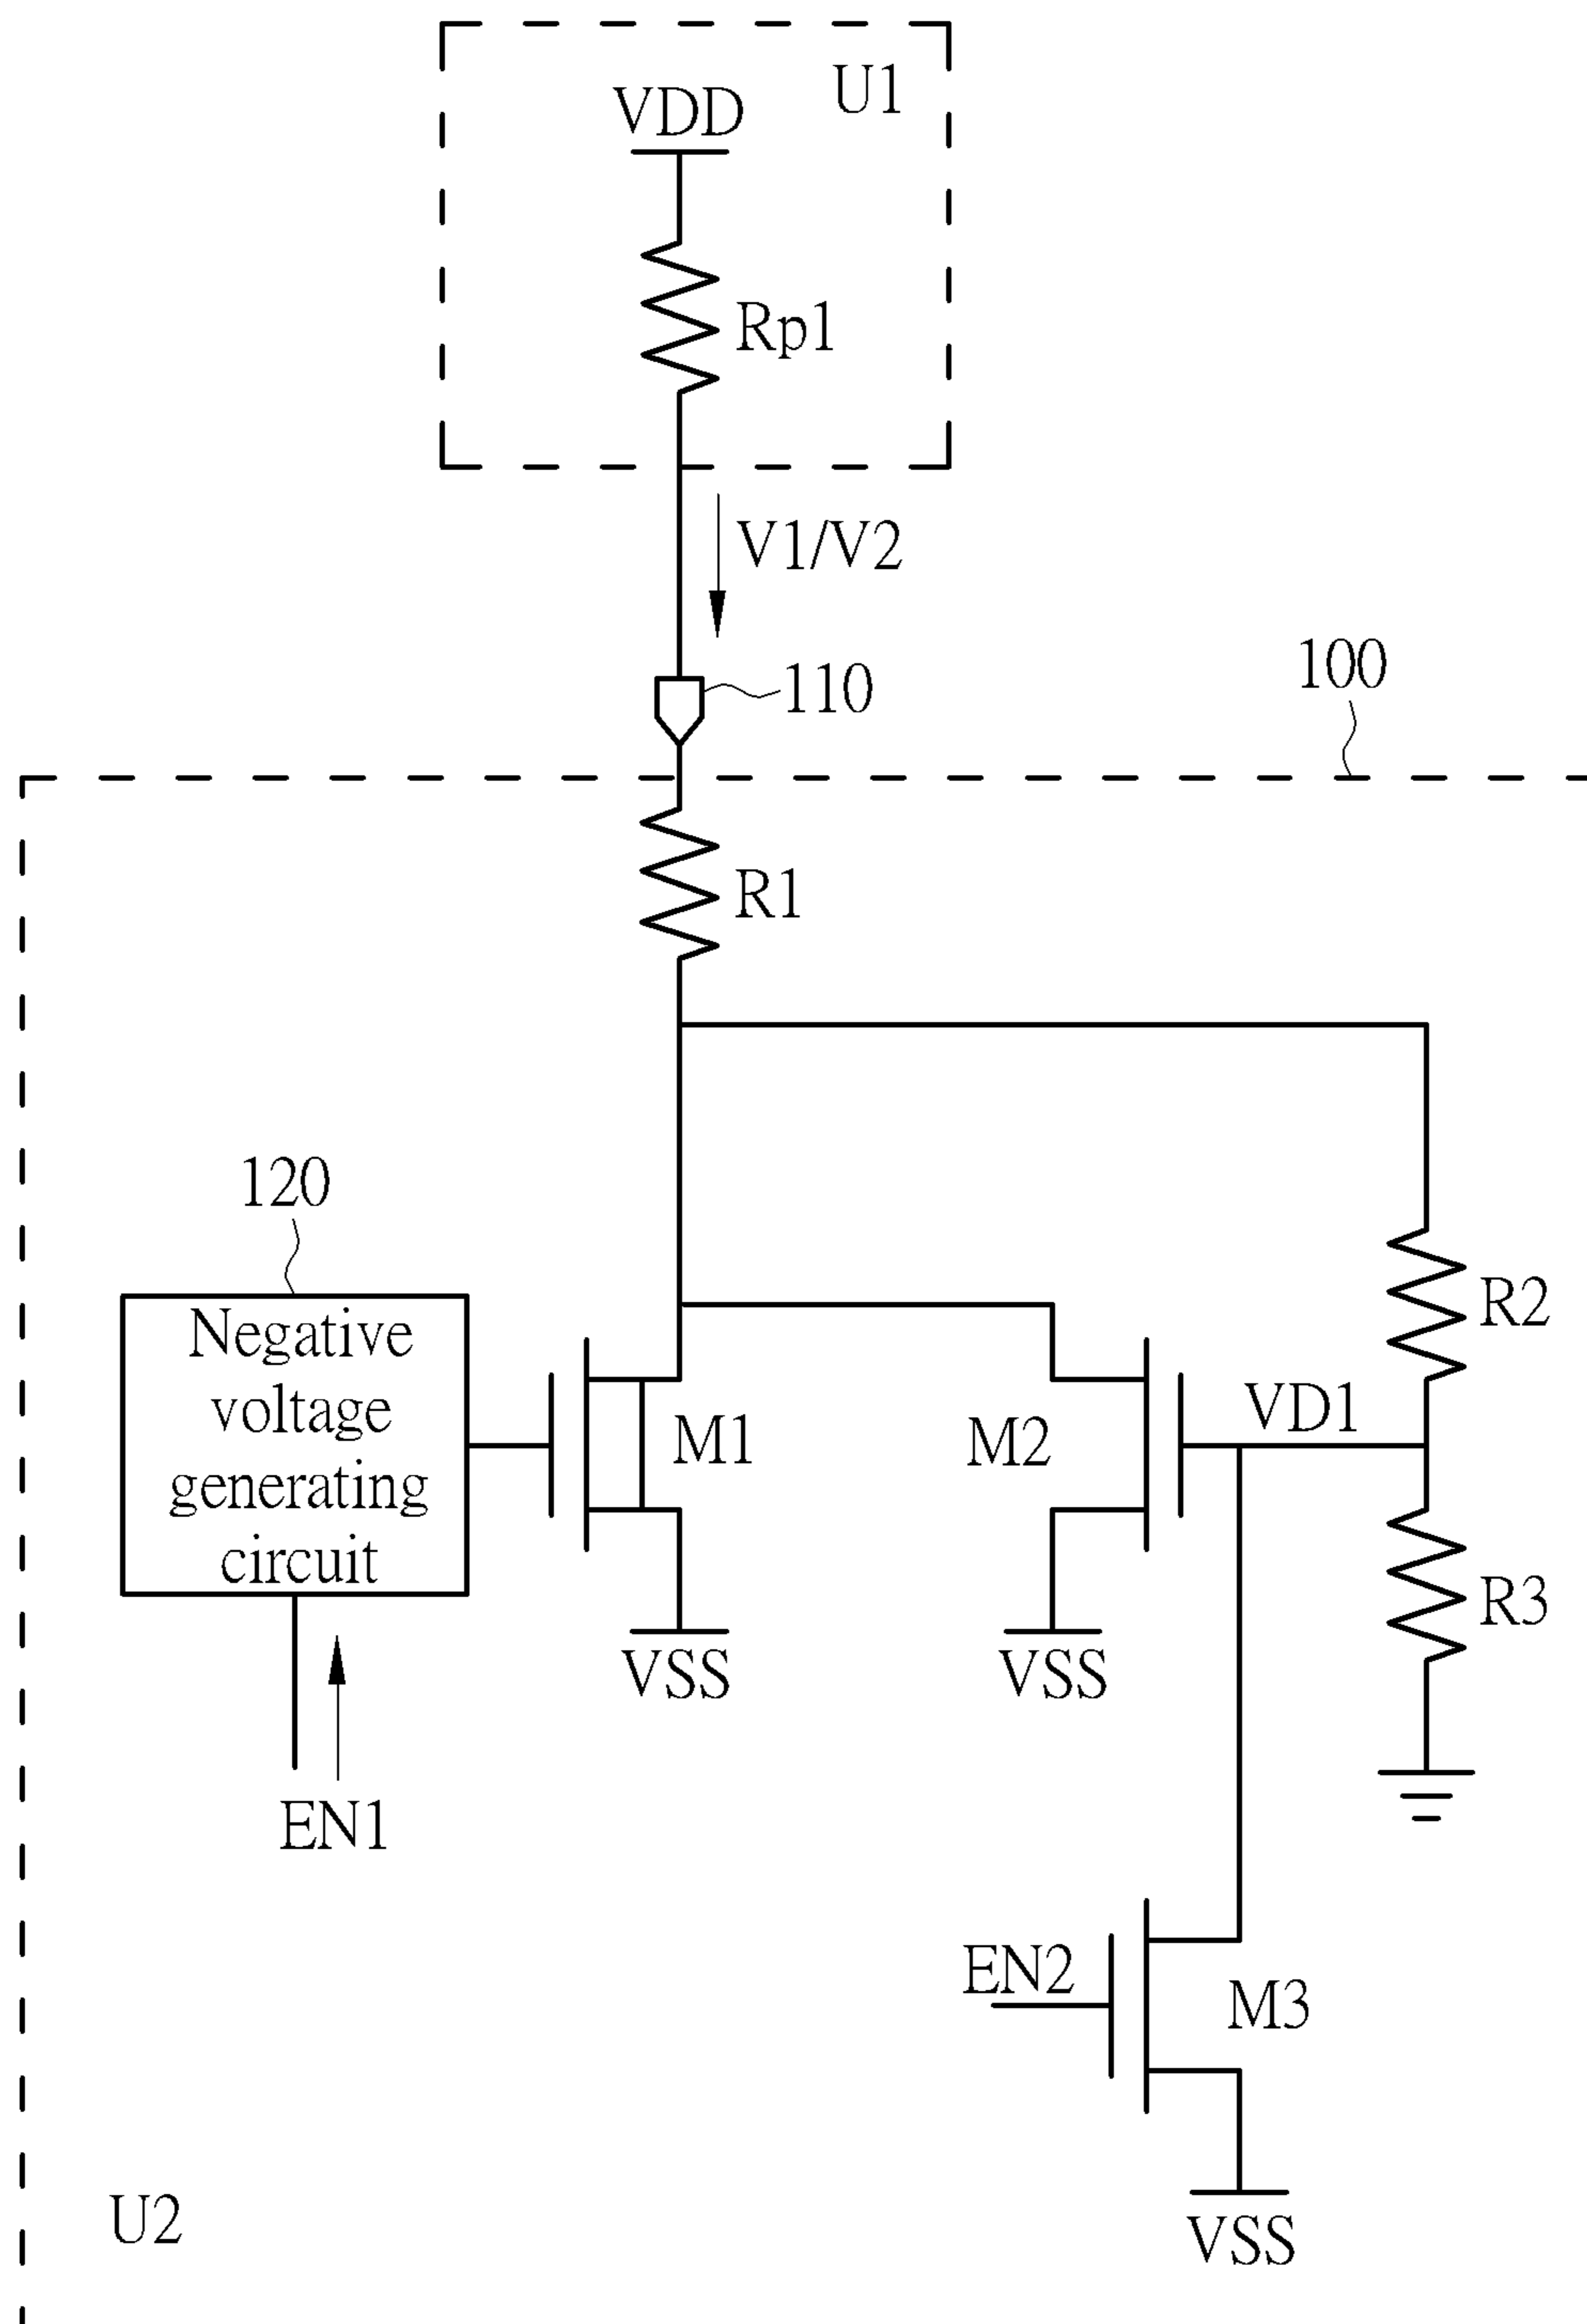 U1
VDD
Rp1
V1/V2
110
100
R1
120
Negative
voltage
generating
circuit
M1
M2
VD1
R2
R3
VSS
VSS
EN1
EN2
M3
U2
VSS